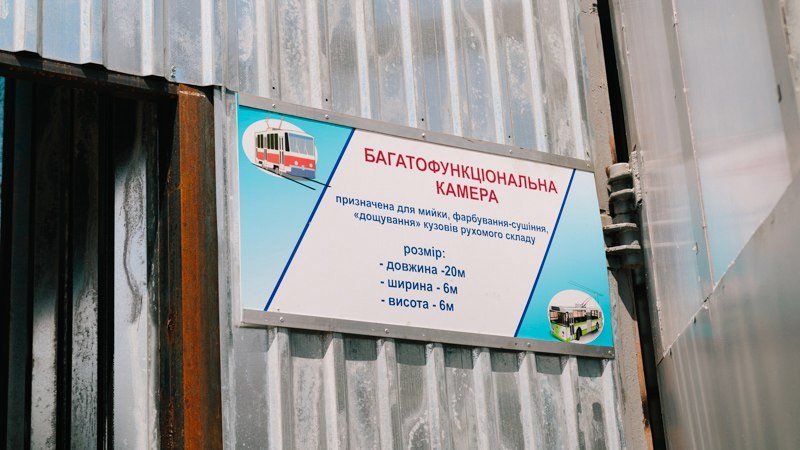 БАГАТОФУНКЦІОНАЛЬНА
КАМЕРА
призначена для мийки, фарбування-сушіння,
«дощування» кузовів рухомого складу
розмір:
- довжина -20м
- ширина - 6м
- висота - 6м